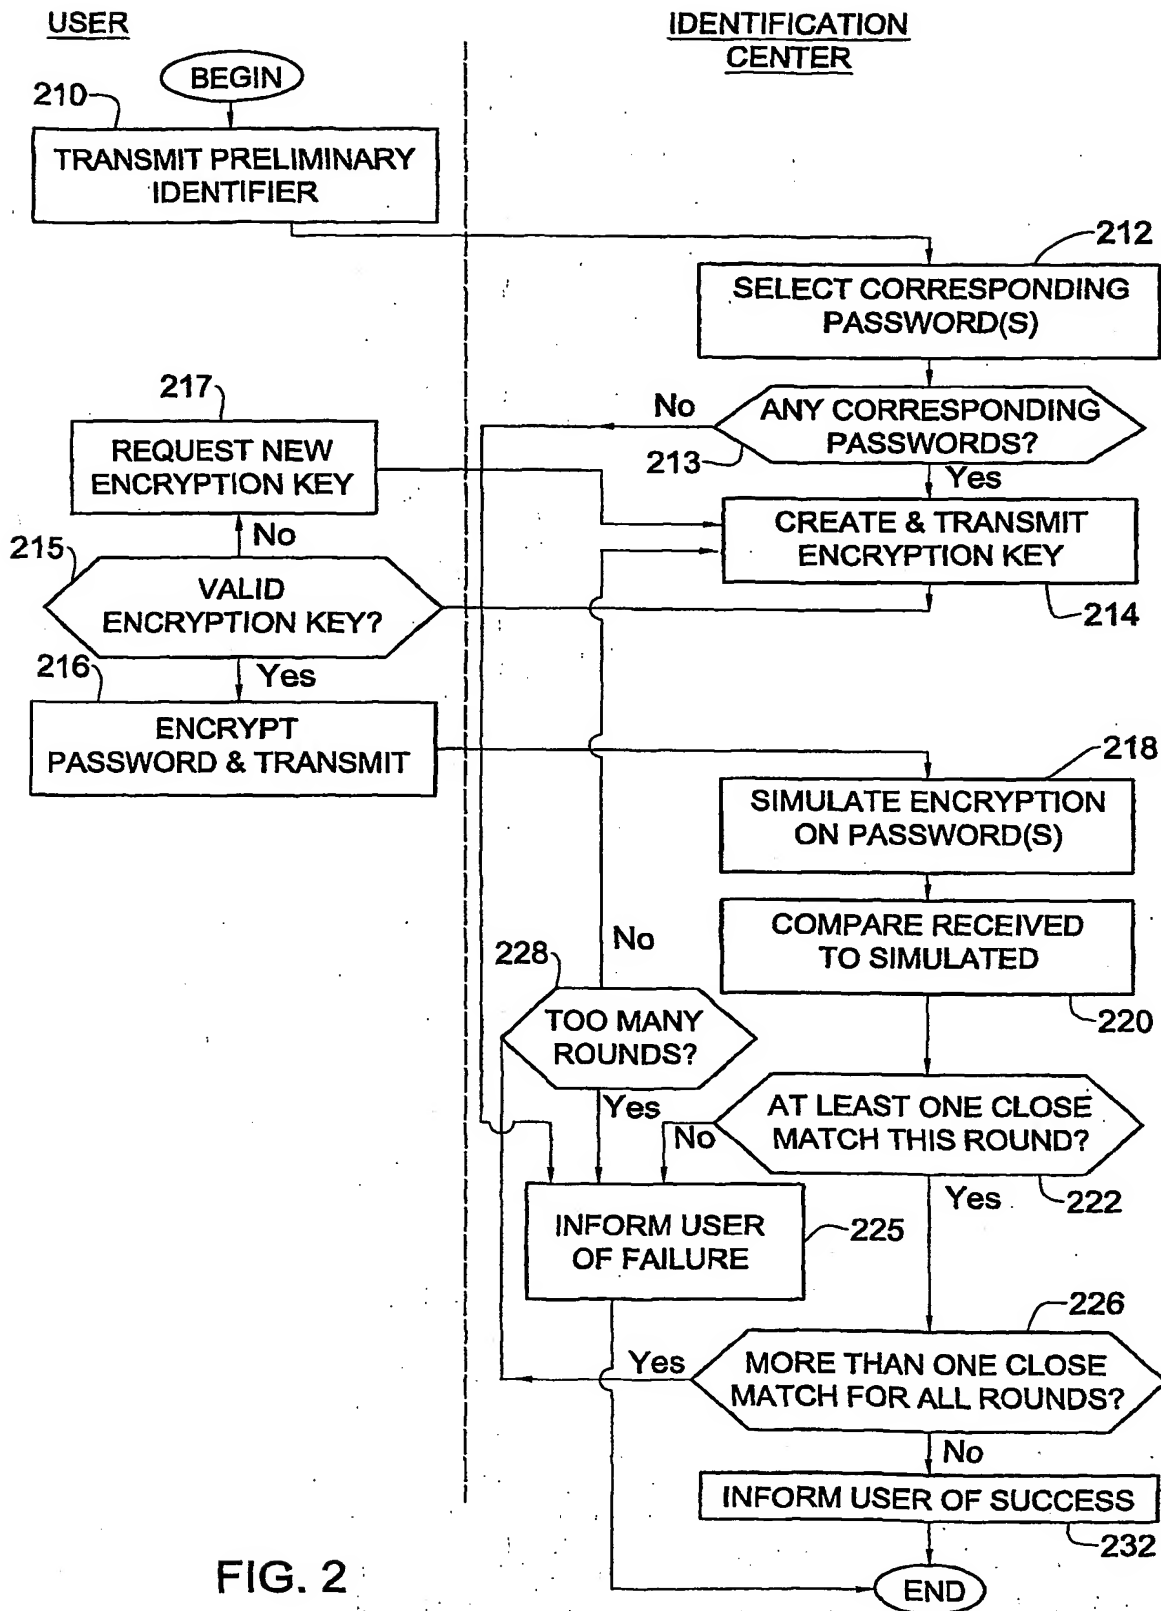 USER
IDENTIFICATION
CENTER
BEGIN
210
TRANSMIT PRELIMINARY
IDENTIFIER
212
SELECT CORRESPONDING
PASSWORD(S)
217
No
ANY CORRESPONDING
PASSWORDS?
213
Yes
REQUEST NEW
ENCRYPTION KEY
No
CREATE & TRANSMIT
ENCRYPTION KEY
214
215
VALID
ENCRYPTION KEY?
216
Yes
ENCRYPT
PASSWORD & TRANSMIT
218
SIMULATE ENCRYPTION
ON PASSWORD(S)
COMPARE RECEIVED
TO SIMULATED
220
No
228
TOO MANY
ROUNDS?
Yes
AT LEAST ONE CLOSE
MATCH THIS ROUND?
No
222
Yes
INFORM USER
OF FAILURE
225
226
Yes
MORE THAN ONE CLOSE
MATCH FOR ALL ROUNDS?
No
INFORM USER OF SUCCESS
232
END
FIG. 2